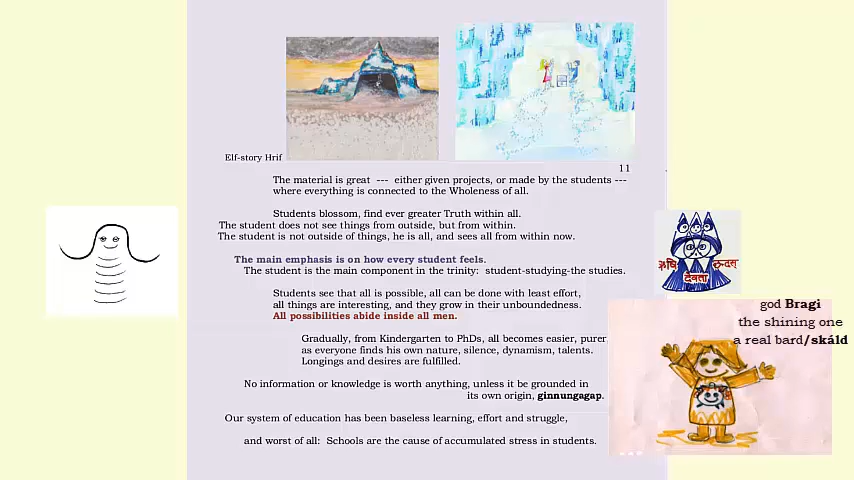 Elf-story Hrif
11
The material is great --- either given projects, or made by the students ---
where everything is connected to the Wholeness of all.
Students blossom, find ever greater Truth within all.
The student does not see things from outside, but from within.
The student is not outside of things, he is all, and sees all from within now.
The main emphasis is on how every student feels.
The student is the main component in the trinity: student-studying-the studies.
Students see that all is possible, all can be done with least effort,
all things are interesting, and they grow in their unboundedness.
All possibilities abide inside all men.
Gradually, from Kindergarten to PhDs, all becomes easier, purer
as everyone finds his own nature, silence, dynamism, talents.
Longings and desires are fulfilled.
No information or knowledge is worth anything, unless it be grounded in
its own origin, ginnungagap.
Our system of education has been baseless learning, effort and struggle,
and worst of all: Schools are the cause of accumulated stress in students.
देवता
god Bragi
the shining one
a real bard/skáld